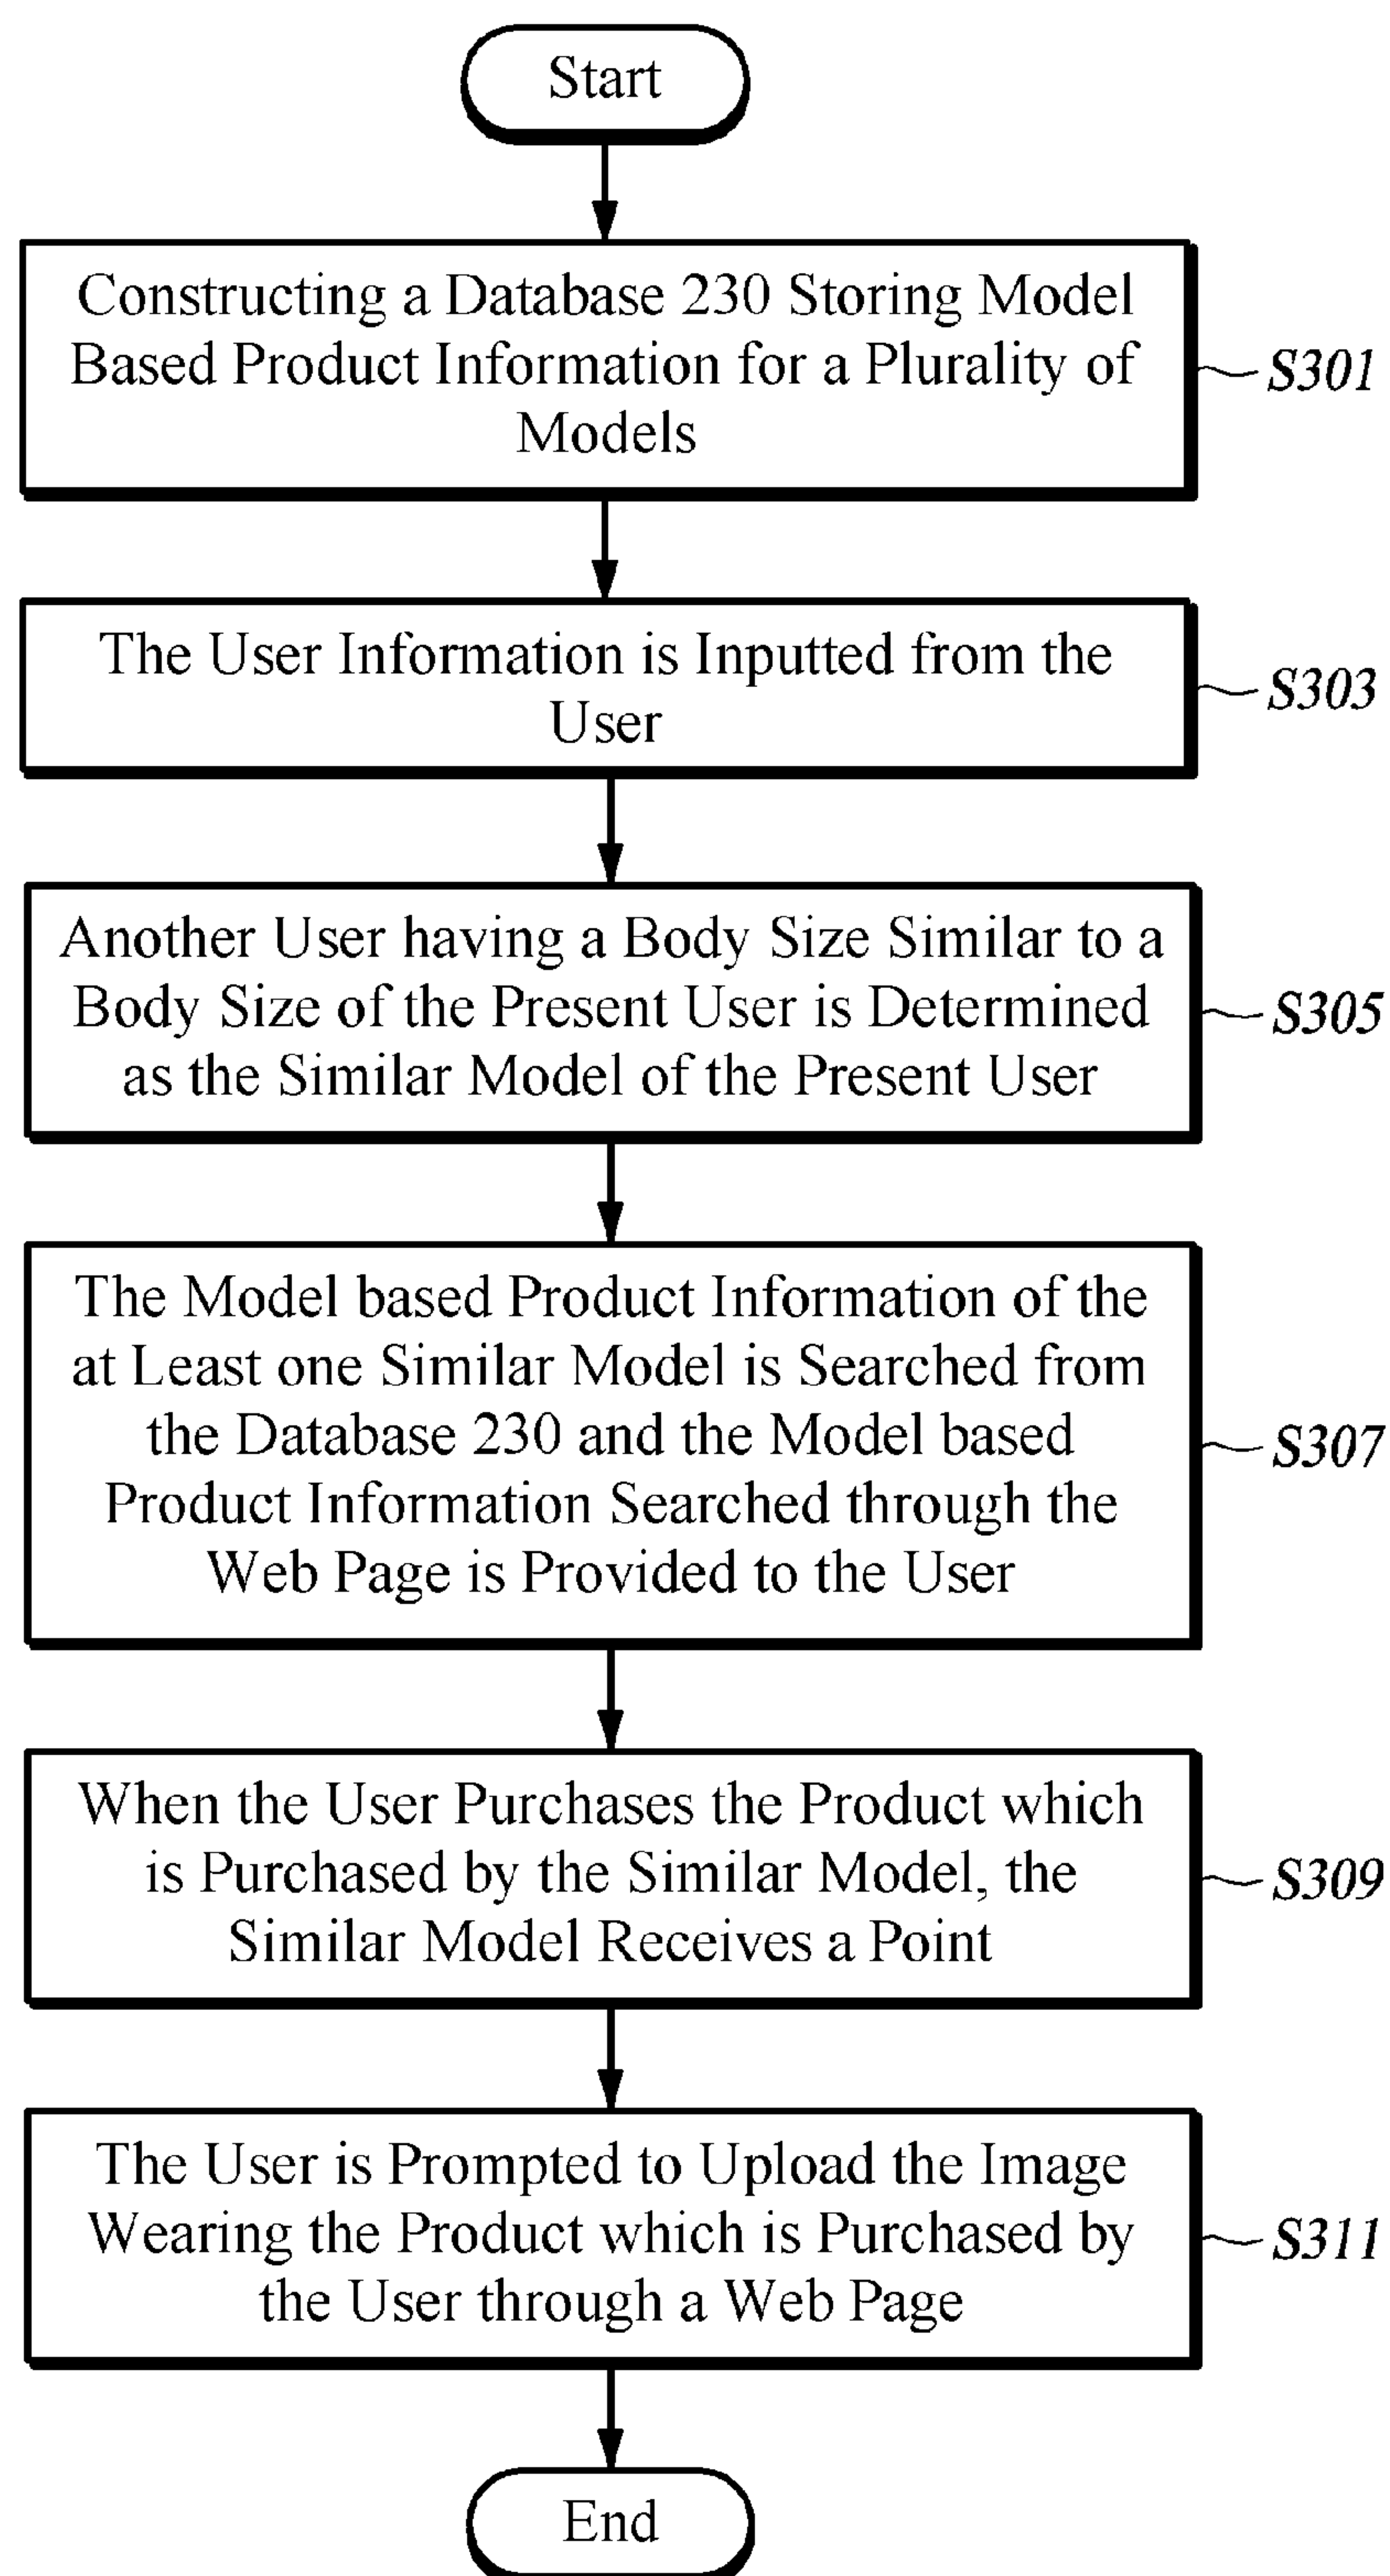 Start
Constructing a Database 230 Storing Model
Based Product Information for a Plurality of
Models
S301
The User Information is Inputted from the
User
S303
Another User having a Body Size Similar to a
Body Size of the Present User is Determined
as the Similar Model of the Present User
S305
The Model based Product Information of the
at Least one Similar Model is Searched from
the Database 230 and the Model based
Product Information Searched through the
Web Page is Provided to the User
S307
When the User Purchases the Product which
is Purchased by the Similar Model, the
Similar Model Receives a Point
S309
The User is Prompted to Upload the Image
Wearing the Product which is Purchased by
the User through a Web Page
S311
End